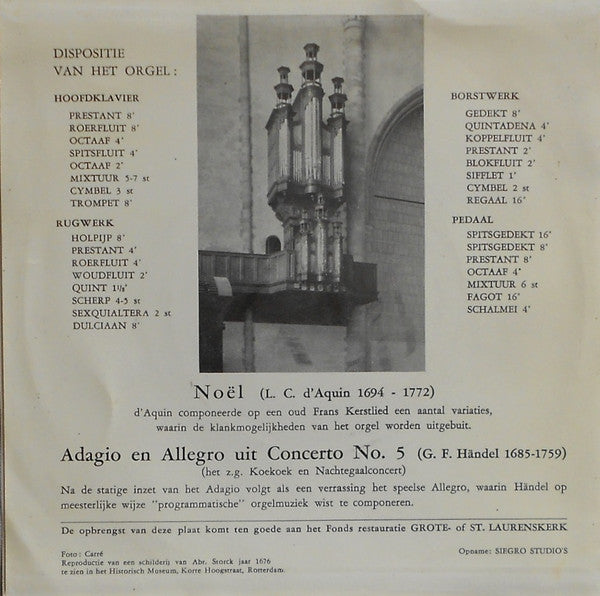 DISPOSITIE
VAN HET ORGEL:
HOOFDKLAVIER
PRESTANT 8'
ROERFLUIT 8'
OCTAAF 4'
SPITSFLUIT 4'
OCTAAF 2'
MIXTUUR 5-7 st
CYMBEL 3 st
TROMPET 8'
RUGWERK
HOLPIJP 8'
PRESTANT 4'
ROERFLUIT 4'
WOUDFLUIT 2'
QUINT 1⅓'
SCHERP 4-5 st
SEXQUIALTERA 2 st
DULCIAAN 8'
BORSTWERK
GEDEKT 8'
QUINTADENA 4'
KOPPELFLUIT 4'
PRESTANT 2'
BLOKFLUIT 2'
SIFFLET 1'
CYMBEL 2 st
REGAAL 16'
PEDAAL
SPITSGEDEKT 16'
SPITSGEDEKT 8'
PRESTANT 8'
OCTAAF 4'
MIXTUUR 6 st
FAGOT 16'
SCHALMEI 4'
Noël (L. C. d'Aquin 1694 - 1772)
d'Aquin componeerde op een oud Frans Kerstlied een aantal variaties,
waarin de klankmogelijkheden van het orgel worden uitgebuit.
Adagio en Allegro uit Concerto No. 5 (G. F. Händel 1685-1759)
(het z.g. Koekoek en Nachtegaalconcert)
Na de statige inzet van het Adagio volgt als een verrassing het speelse Allegro, waarin Händel op
meesterlijke wijze "programmatische" orgelmuziek wist te componeren.
De opbrengst van deze plaat komt ten goede aan het Fonds restauratie GROTE- of ST. LAURENSKERK
Foto: Carré
Reproductie van een schilderij van Abr. Storck jaar 1676
te zien in het Historisch Museum, Korte Hoogstraat, Rotterdam.
Opname: SIEGRO STUDIO'S